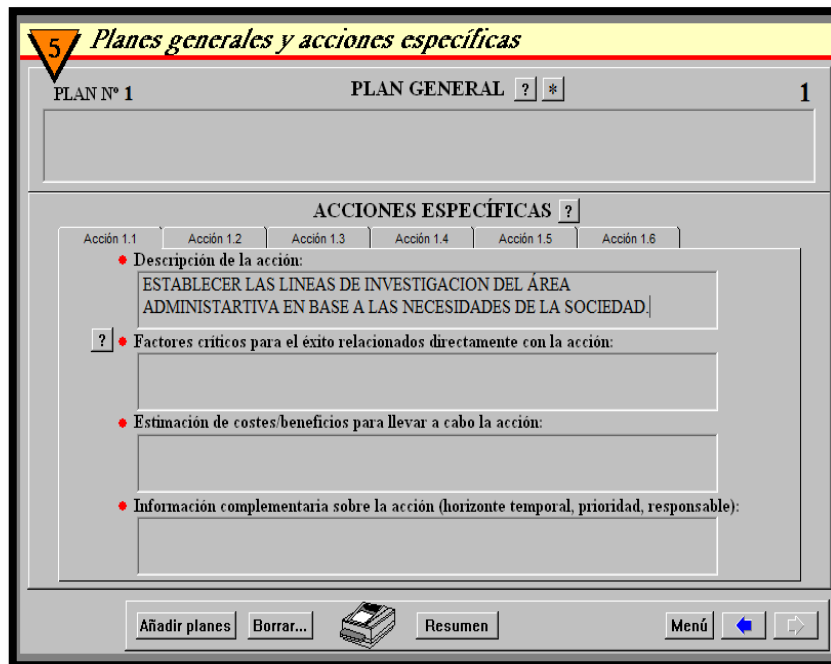 5 Planes generales y acciones específicas
PLAN Nº 1 PLAN GENERAL ? * 1
ACCIONES ESPECÍFICAS ?
Acción 1.1 Acción 1.2 Acción 1.3 Acción 1.4 Acción 1.5 Acción 1.6
Descripción de la acción:
ESTABLECER LAS LINEAS DE INVESTIGACION DEL ÁREA
ADMINISTARTIVA EN BASE A LAS NECESIDADES DE LA SOCIEDAD.
? Factores críticos para el éxito relacionados directamente con la acción:
Estimación de costes/beneficios para llevar a cabo la acción:
Información complementaria sobre la acción (horizonte temporal, prioridad, responsable):
Añadir planes Borrar... Resumen Menú